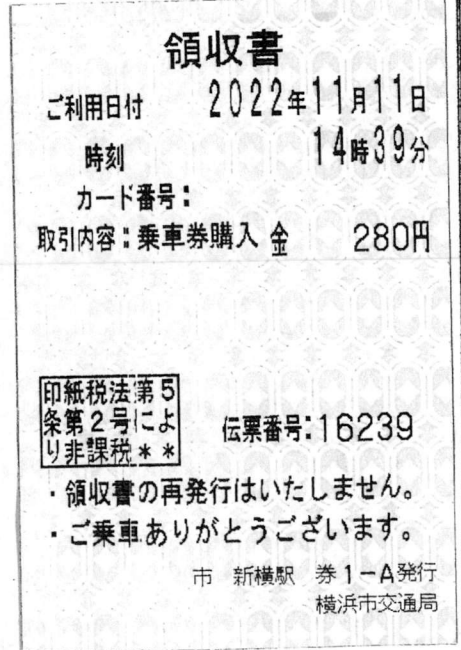 領収書
ご利用日付 2022年11月11日
時刻 14時39分
カード番号:
取引内容:乗車券購入 金 280円
印紙税法第5
条第2号によ
り非課税**
伝票番号:16239
・領収書の再発行はいたしません。
・ご乗車ありがとうございます。
市 新横駅 券1-A発行
横浜市交通局